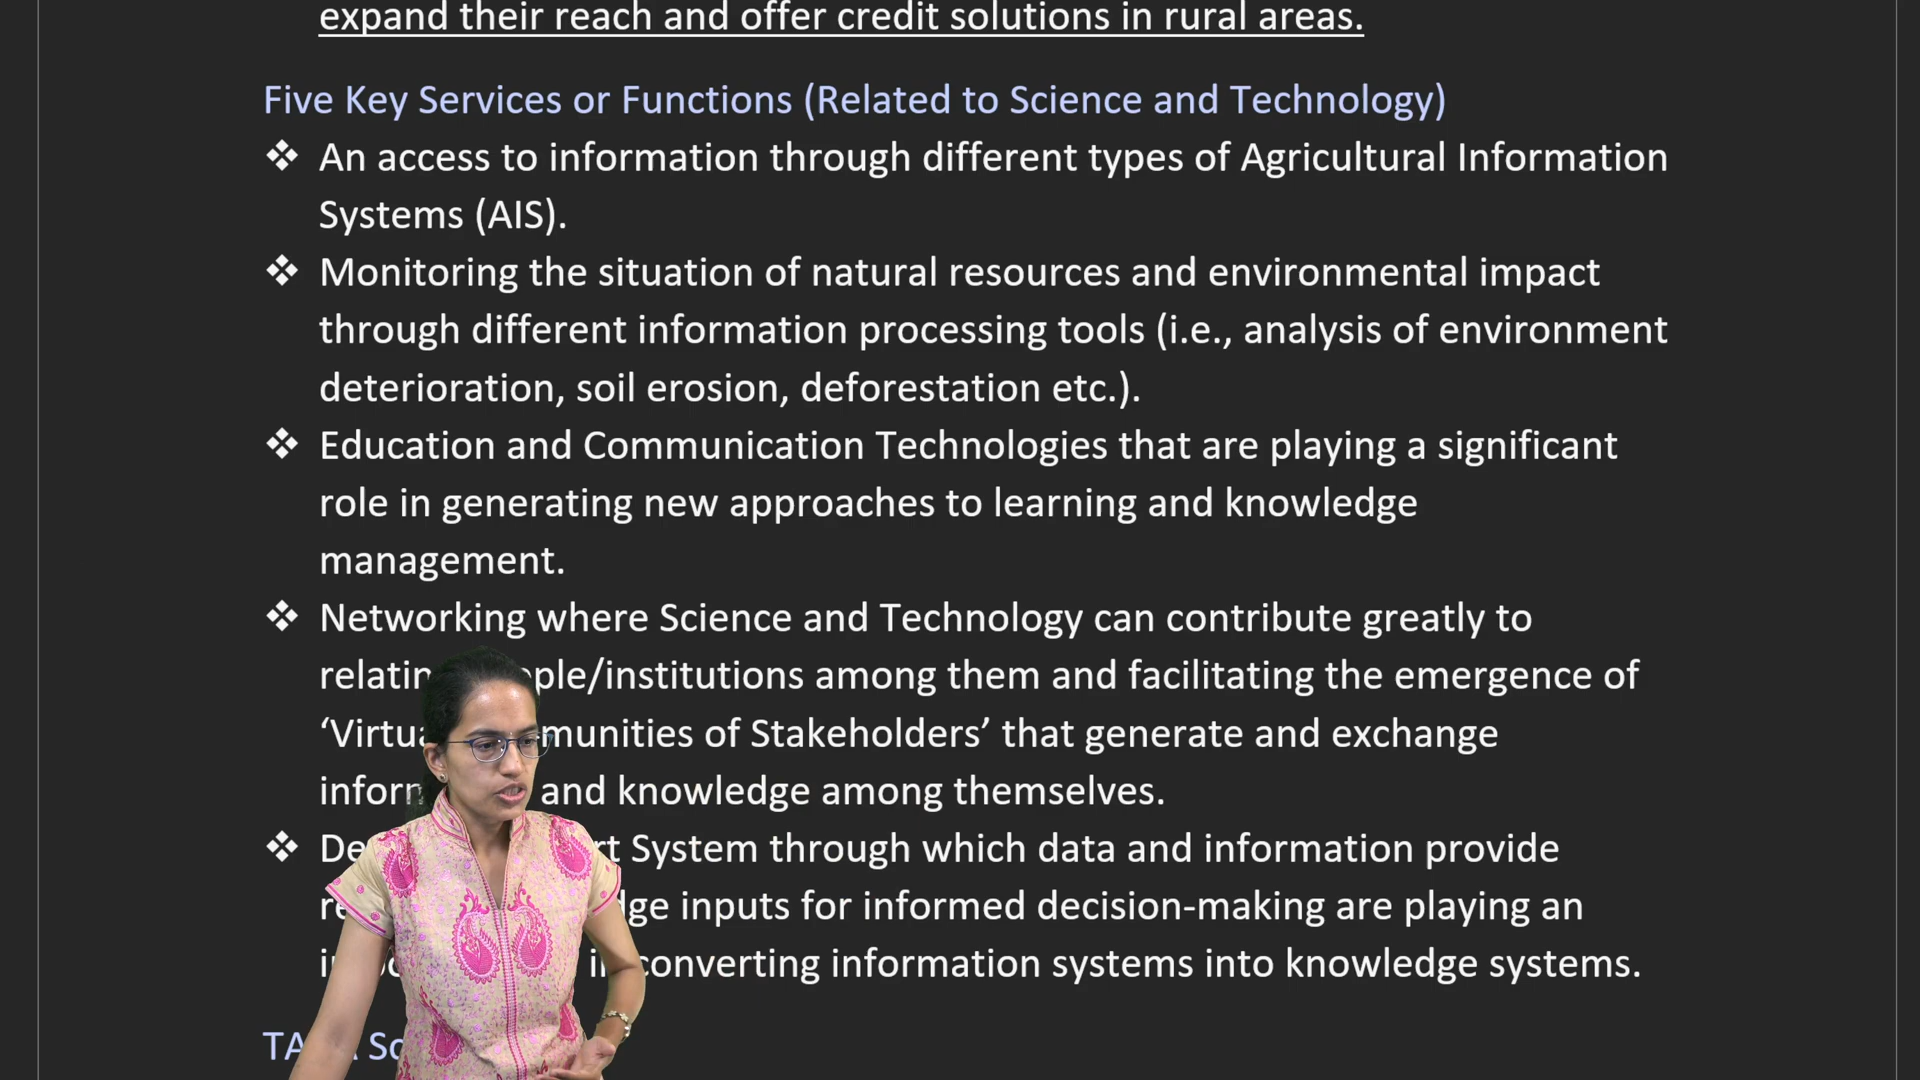 expand their reach and offer credit solutions in rural areas.
Five Key Services or Functions (Related to Science and Technology)
❖ An access to information through different types of Agricultural Information
Systems (AIS).
❖ Monitoring the situation of natural resources and environmental impact
through different information processing tools (i.e., analysis of environment
deterioration, soil erosion, deforestation etc.).
❖ Education and Communication Technologies that are playing a significant
role in generating new approaches to learning and knowledge
management.
❖ Networking where Science and Technology can contribute greatly to
/institutions among them and facilitating the emergence of
of Stakeholders’ that generate and exchange
and knowledge among themselves.
❖ System through which data and information provide
inputs for informed decision-making are playing an
converting information systems into knowledge systems.